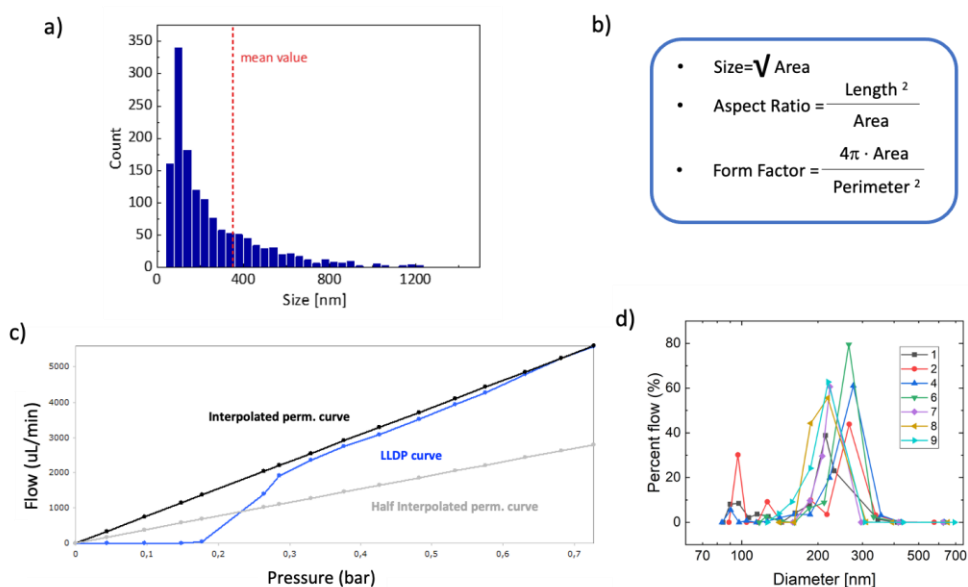 a)
mean value
Count
350
300
250
200
150
100
50
0
0
400
800
1200
Size [nm]
b)
• Size=√ Area
• Aspect Ratio = Length ² / Area
• Form Factor = 4π · Area / Perimeter ²
c)
Flow (uL/min)
5000
4000
3000
2000
1000
0
Interpolated perm. curve
LLDP curve
Half Interpolated perm. curve
0
0,1
0,2
0,3
0,4
0,5
0,6
0,7
Pressure (bar)
d)
Percent flow (%)
80
60
40
20
0
1
2
4
6
7
8
9
70
100
200
300
500
700
Diameter [nm]